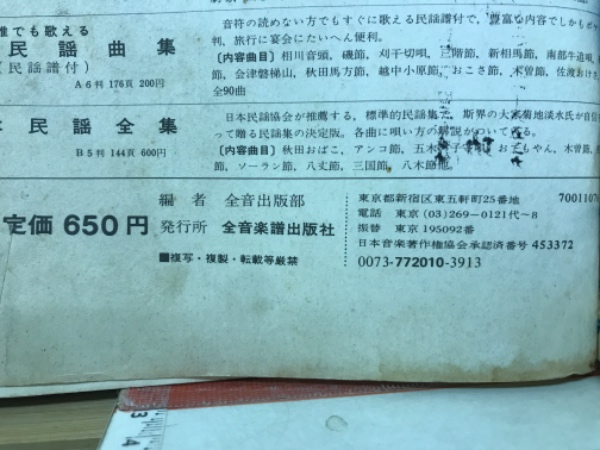 誰でも歌える
民謡曲集
（民謡譜付）
A6判 176頁 200円
音符の読めない方でもすぐに歌える民謡譜付で、豊富な内容でしかもポケ
判、旅行に宴会にたいへん便利。
〔内容曲目〕相川音頭，磯節，刈干切唄，三階節，新相馬節，南部牛追唄，
節，会津磐梯山，秋田馬方節，越中小原節，おこさ節，木曽節，佐渡おけさ
全90曲
民謡全集
B5判 144頁 600円
日本民謡協会が推薦する，標準的民謡集で，斯界の大家菊地淡水氏が自信
って贈る民謡集の決定版。各曲に唄い方の解説がついてる。
〔内容曲目〕秋田おばこ，アンコ節，五木の子守唄，おてもやん，木曽節，
節，ソーラン節，八丈節，三国節，八木節他
定価 650円
編者 全音出版部
発行所 全音楽譜出版社
■複写・複製・転載等厳禁
東京都新宿区東五軒町25番地
電話 東京(03)269-0121代～8
振替 東京 195092番
日本音楽著作権協会承認済番号 453372
0073-772010-3913
7001107
3
4